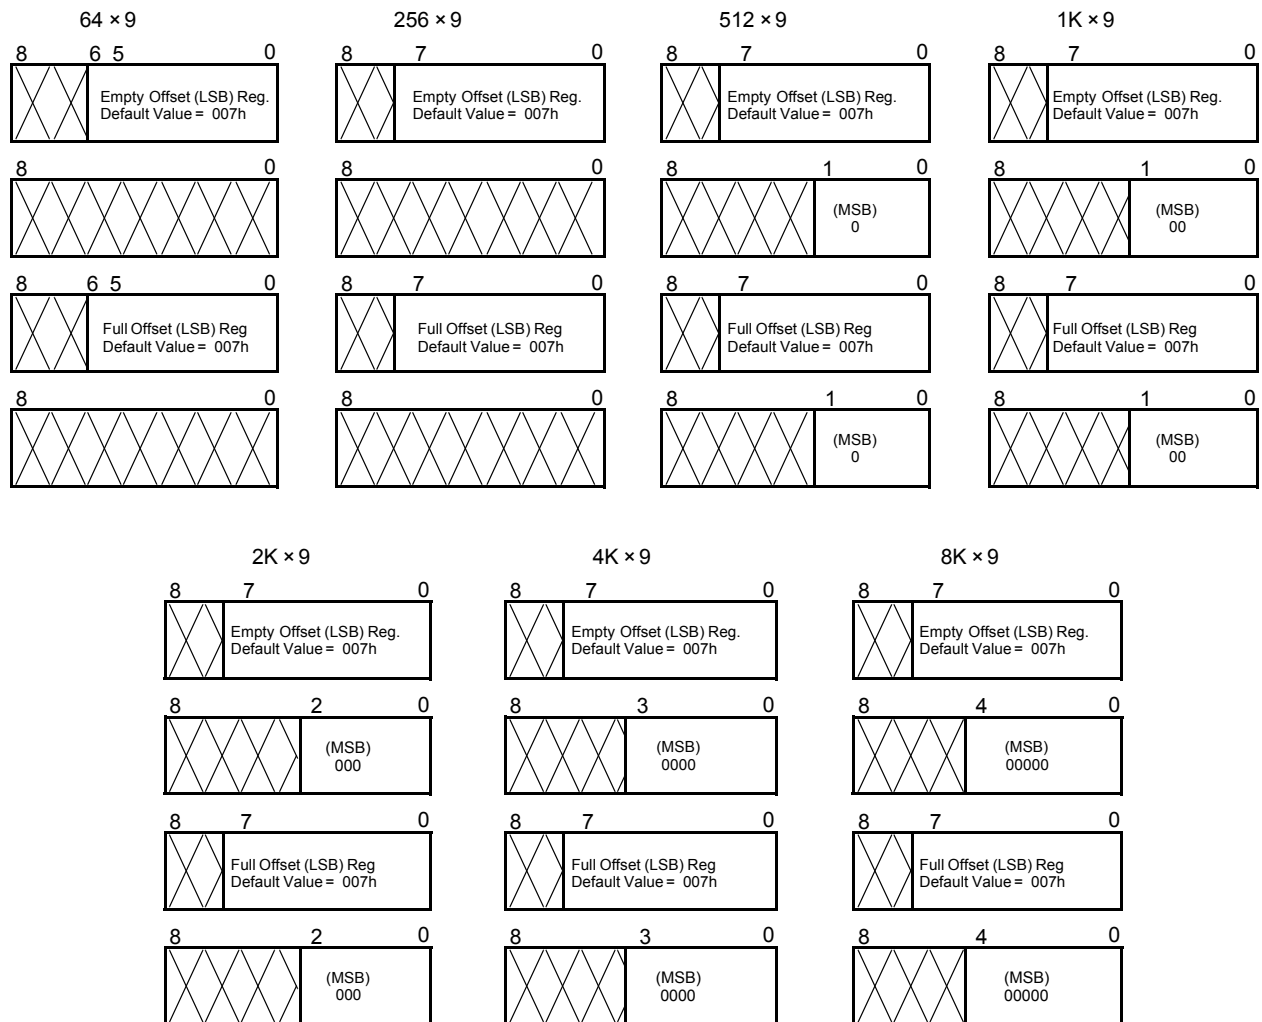 64 × 9 256 × 9 512 × 9 1K × 9
8 6 5 0 8 7 0 8 7 0 8 7 0
Empty Offset (LSB) Reg. Empty Offset (LSB) Reg. Empty Offset (LSB) Reg. Empty Offset (LSB) Reg.
Default Value = 007h Default Value = 007h Default Value = 007h Default Value = 007h
8 0 8 0 8 1 0 8 1 0
(MSB) (MSB)
0 00
8 6 5 0 8 7 0 8 7 0 8 7 0
Full Offset (LSB) Reg Full Offset (LSB) Reg Full Offset (LSB) Reg Full Offset (LSB) Reg
Default Value = 007h Default Value = 007h Default Value = 007h Default Value = 007h
8 0 8 0 8 1 0 8 1 0
(MSB) (MSB)
0 00
2K × 9 4K × 9 8K × 9
8 7 0 8 7 0 8 7 0
Empty Offset (LSB) Reg. Empty Offset (LSB) Reg. Empty Offset (LSB) Reg.
Default Value = 007h Default Value = 007h Default Value = 007h
8 2 0 8 3 0 8 4 0
(MSB) (MSB) (MSB)
000 0000 00000
8 7 0 8 7 0 8 7 0
Full Offset (LSB) Reg Full Offset (LSB) Reg Full Offset (LSB) Reg
Default Value = 007h Default Value = 007h Default Value = 007h
8 2 0 8 3 0 8 4 0
(MSB) (MSB) (MSB)
000 0000 00000